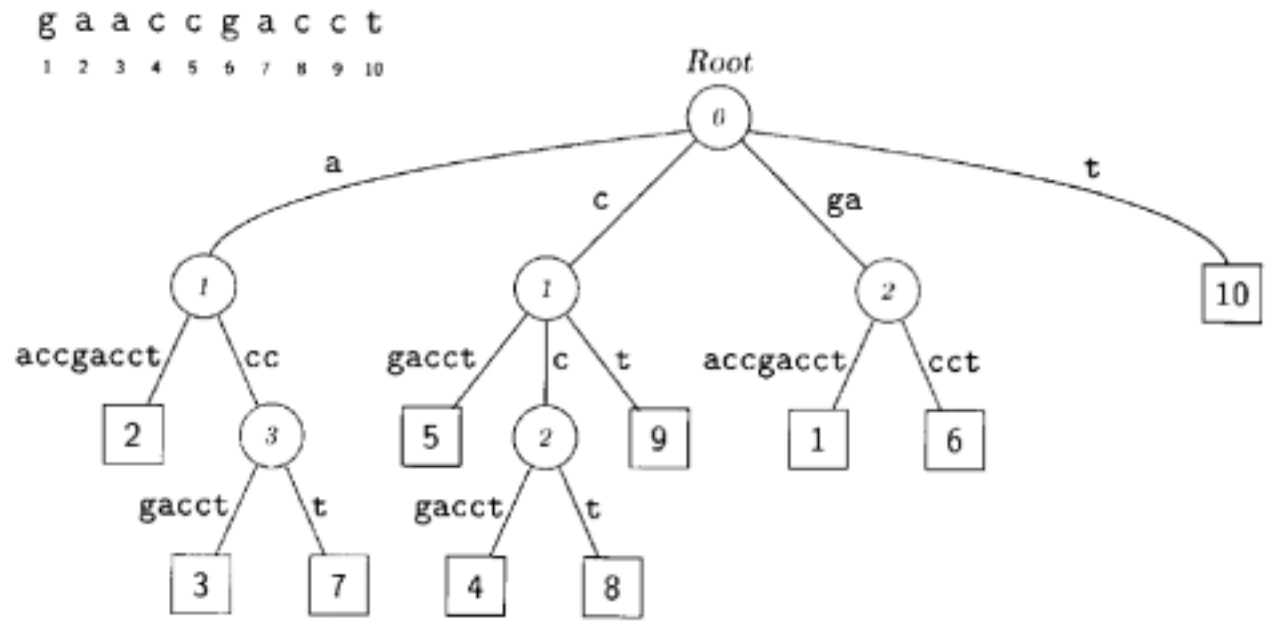 g a a c c g a c c t
1 2 3 4 5 6 7 8 9 10
Root
0
a c ga t
1 1 2 10
accgacct cc gacct c t accgacct cct
2 3 5 2 9 1 6
gacct t gacct t
3 7 4 8